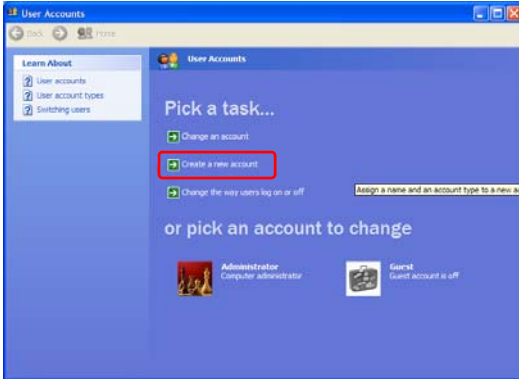 User Accounts
Back Home
Learn About
User accounts
User account types
Switching users
User Accounts
Pick a task...
Change an account
Create a new account
Change the way users log on or off
Assign a name and an account type to a new a
or pick an account to change
Administrator
Computer administrator
Guest
Guest account is off